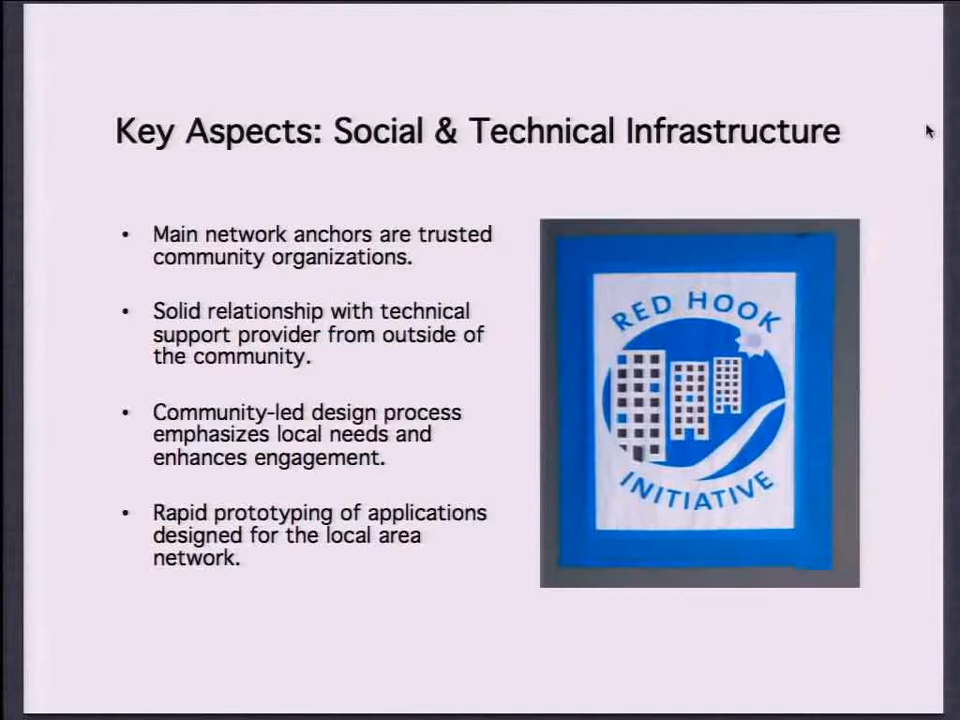 Key Aspects: Social & Technical Infrastructure
• Main network anchors are trusted
community organizations.
• Solid relationship with technical
support provider from outside of
the community.
• Community-led design process
emphasizes local needs and
enhances engagement.
• Rapid prototyping of applications
designed for the local area
network.
RED HOOK
INITIATIVE